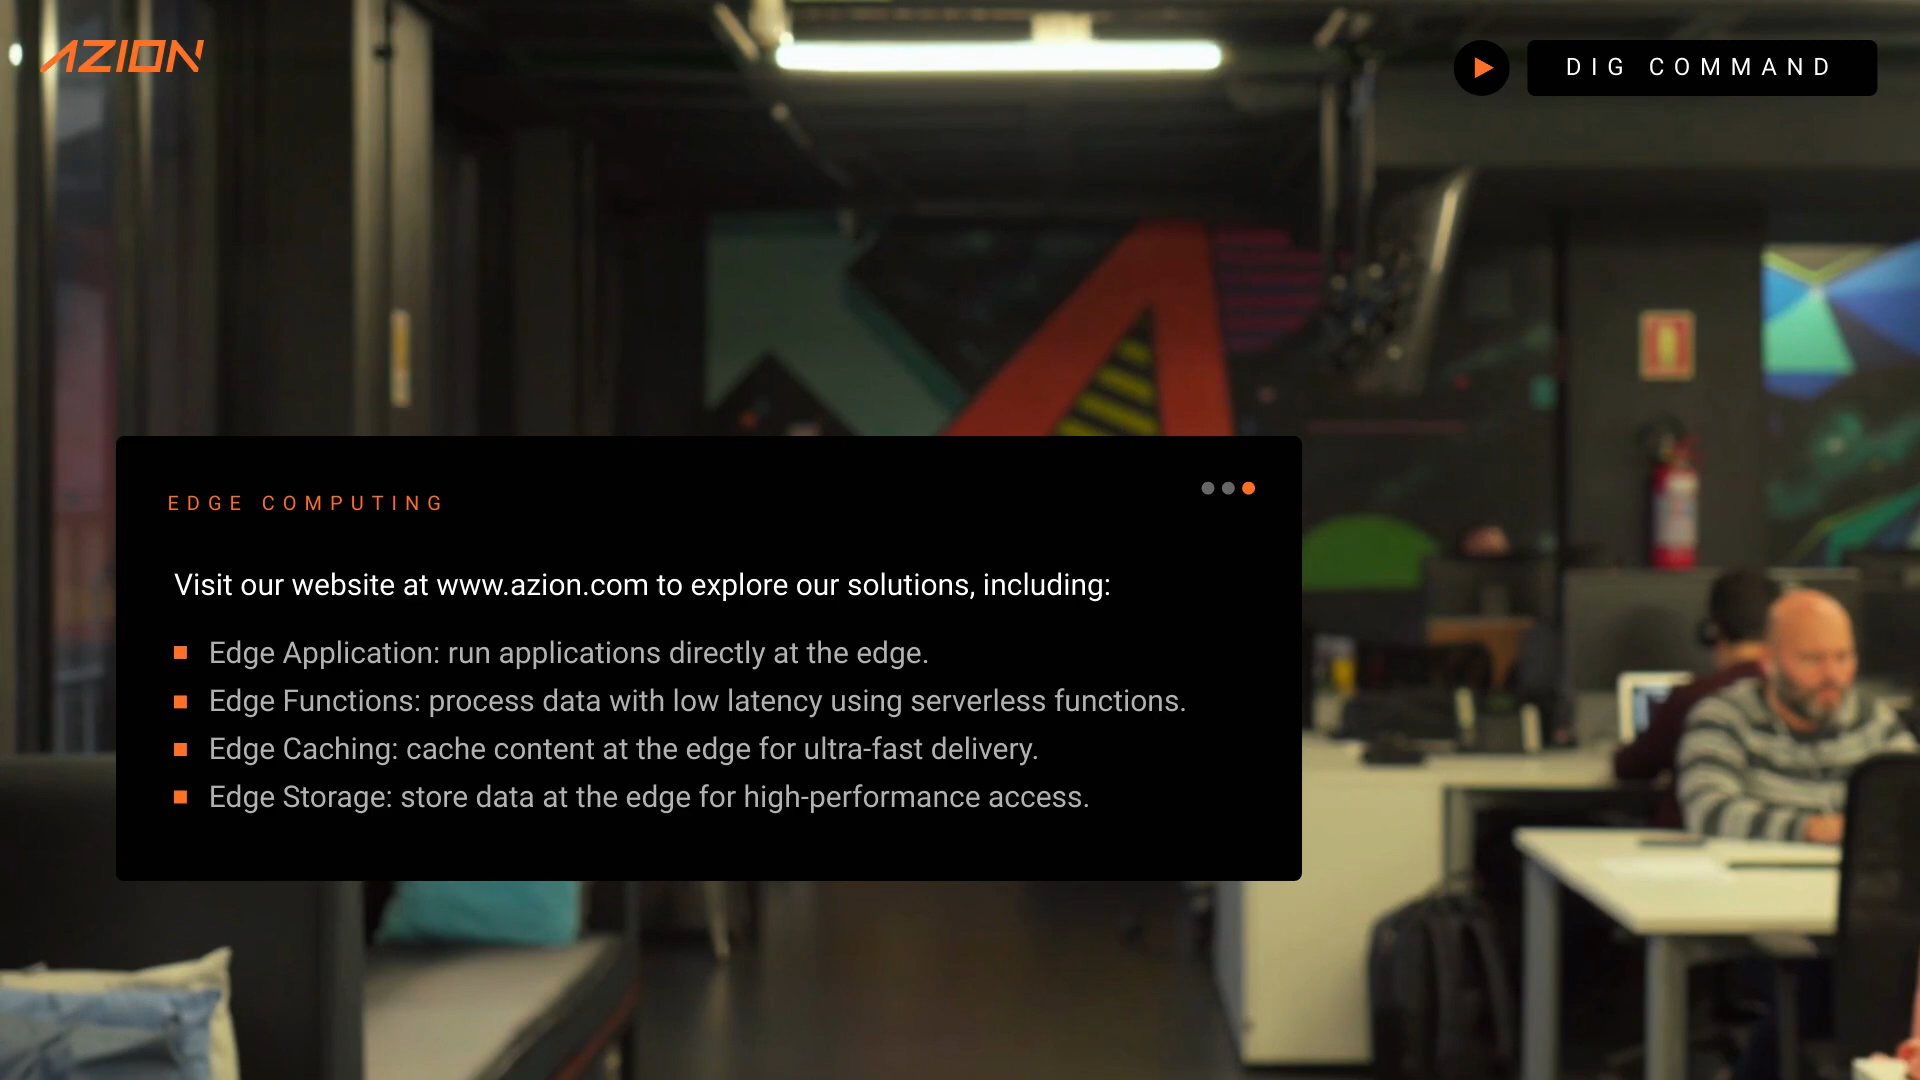 AZION
DIG COMMAND
EDGE COMPUTING
Visit our website at www.azion.com to explore our solutions, including:
Edge Application: run applications directly at the edge.
Edge Functions: process data with low latency using serverless functions.
Edge Caching: cache content at the edge for ultra-fast delivery.
Edge Storage: store data at the edge for high-performance access.